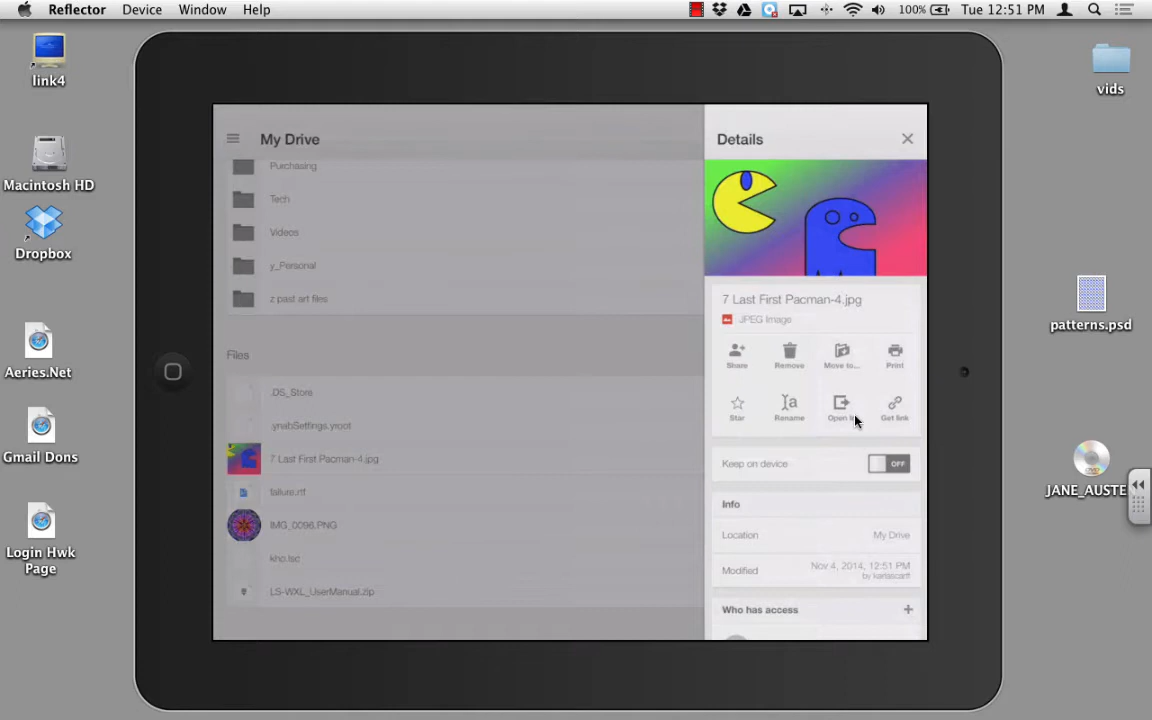 Reflector Device Window Help 100% Tue 12:51 PM
link4
Macintosh HD
Dropbox
Aeries.Net
Gmail Dons
Login Hwk
Page
vids
patterns.psd
JANE_AUSTE
My Drive
Purchasing
Tech
Videos
y_Personal
z past art files
Files
.DS_Store
.ynabSettings.yroot
7 Last First Pacman-4.jpg
failure.rtf
IMG_0096.PNG
kho.tsc
LS-WXL_UserManual.zip
Details
7 Last First Pacman-4.jpg
JPEG Image
Share Remove Move to... Print
Star Rename Open Get link
Keep on device OFF
Info
Location My Drive
Modified Nov 4, 2014, 12:51 PM
Who has access +